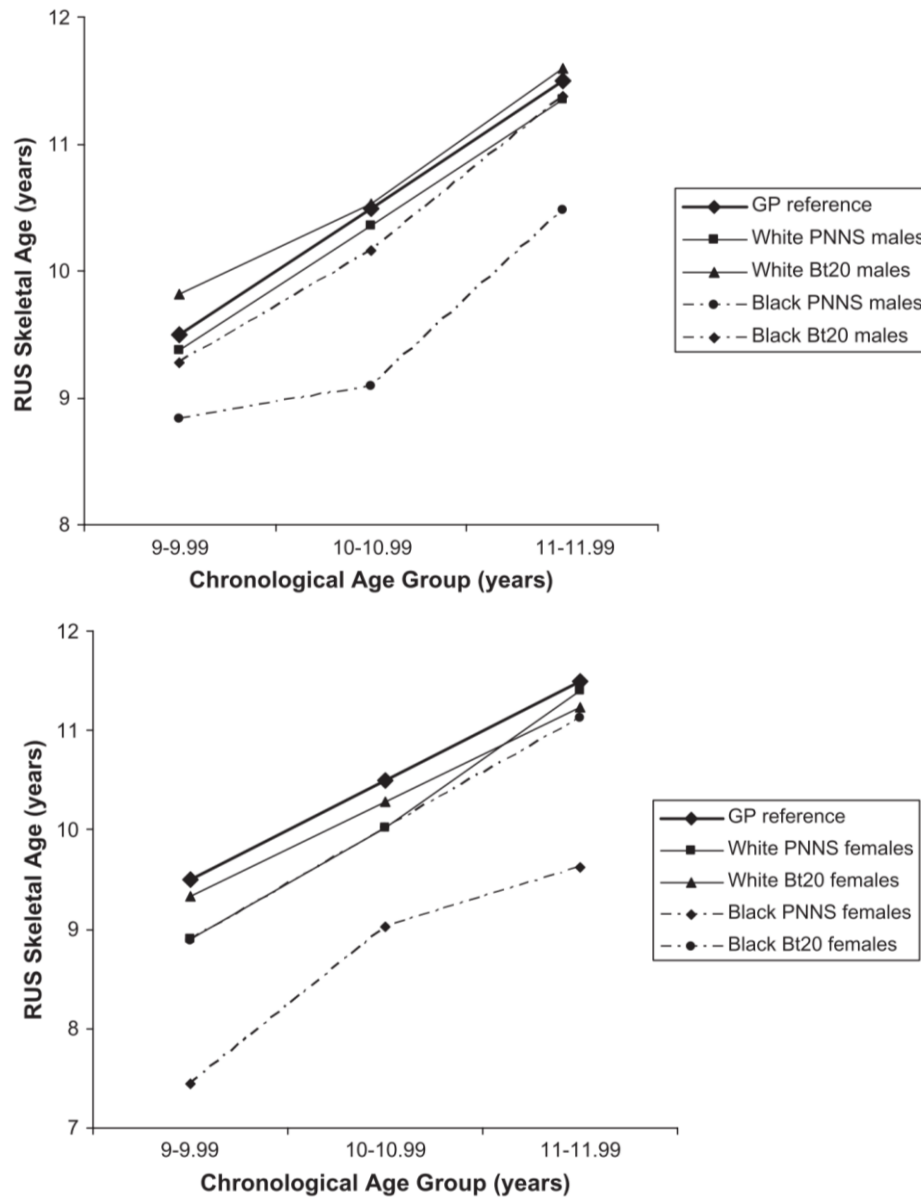 12
11
10
9
8
RUS Skeletal Age (years)
9-9.99 10-10.99 11-11.99
Chronological Age Group (years)
GP reference
White PNNS males
White Bt20 males
Black PNNS males
Black Bt20 males
12
11
10
9
8
7
RUS Skeletal Age (years)
9-9.99 10-10.99 11-11.99
Chronological Age Group (years)
GP reference
White PNNS females
White Bt20 females
Black PNNS females
Black Bt20 females